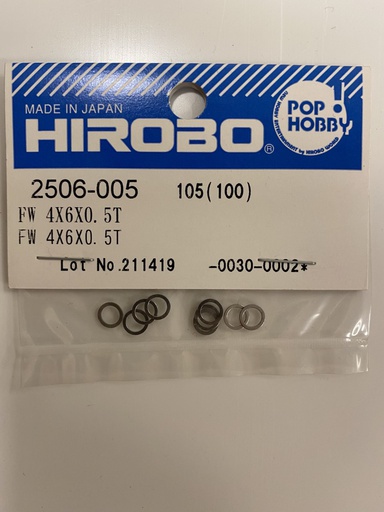 MADE IN JAPAN
HIROBO®
POP HOBBY
2506-005 105(100)
FW 4X6X0.5T
FW 4X6X0.5T
Lot No.211419 -0030-0002*